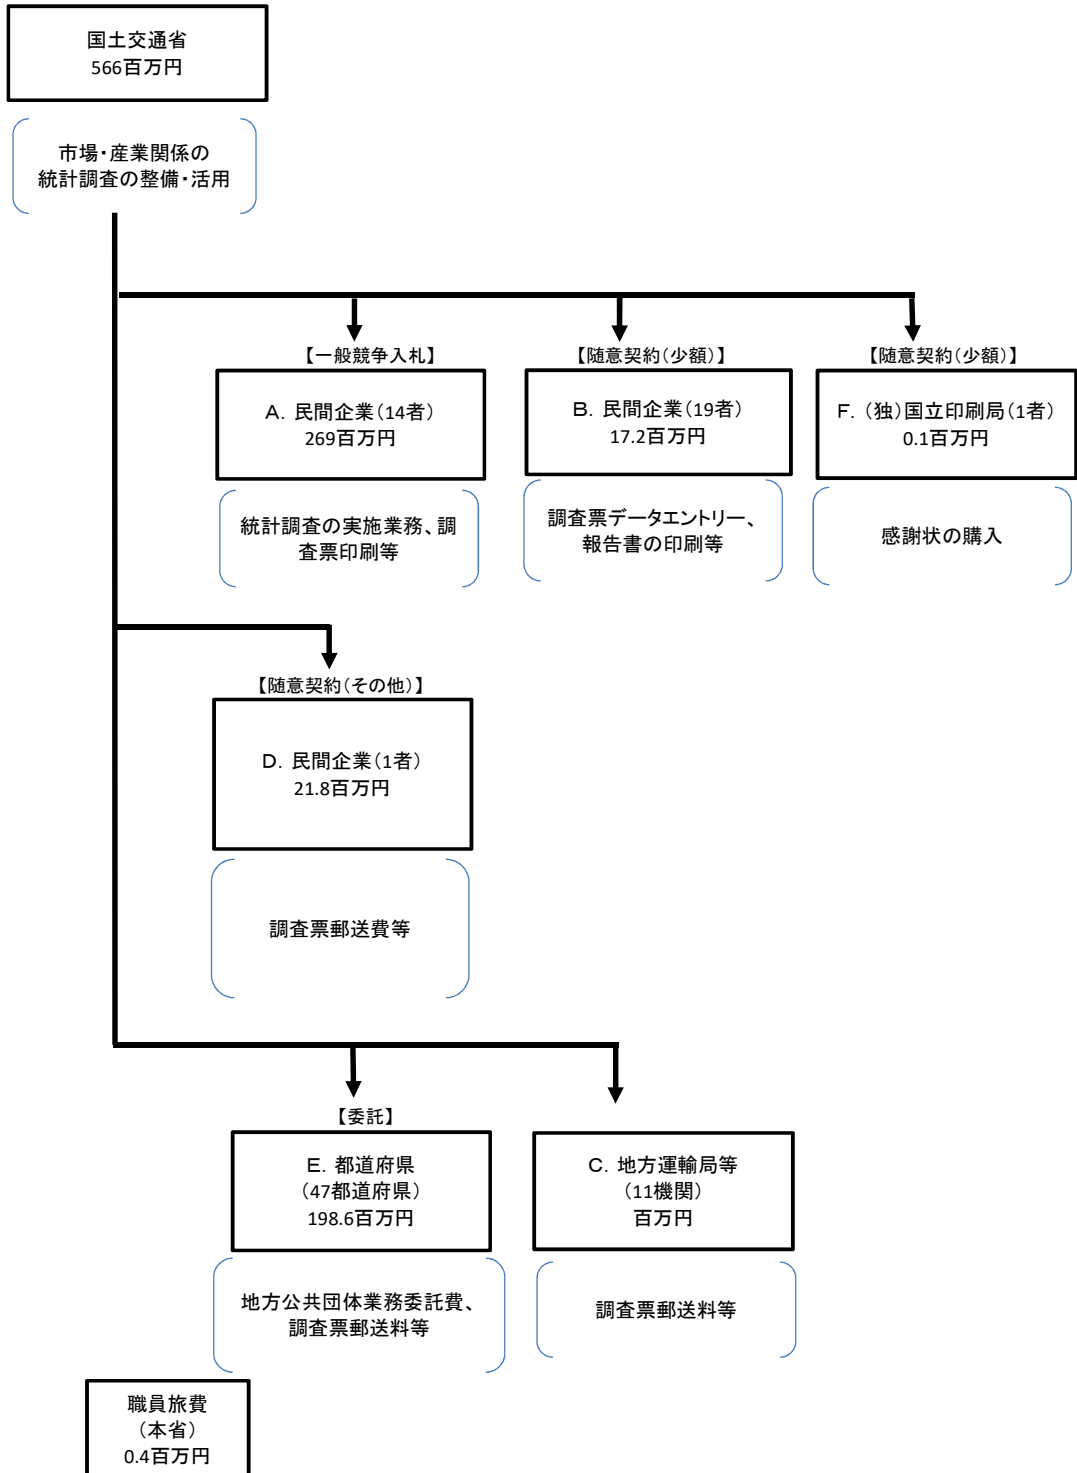 国土交通省
566百万円
市場・産業関係の
統計調査の整備・活用
【一般競争入札】
A．民間企業（14者）
269百万円
統計調査の実施業務、調
査票印刷等
【随意契約（少額）】
B．民間企業（19者）
17.2百万円
調査票データエントリー、
報告書の印刷等
【随意契約（少額）】
F．（独）国立印刷局（1者）
0.1百万円
感謝状の購入
【随意契約（その他）】
D．民間企業（1者）
21.8百万円
調査票郵送費等
【委託】
E．都道府県
（47都道府県）
198.6百万円
地方公共団体業務委託費、
調査票郵送料等
C．地方運輸局等
（11機関）
百万円
調査票郵送料等
職員旅費
（本省）
0.4百万円